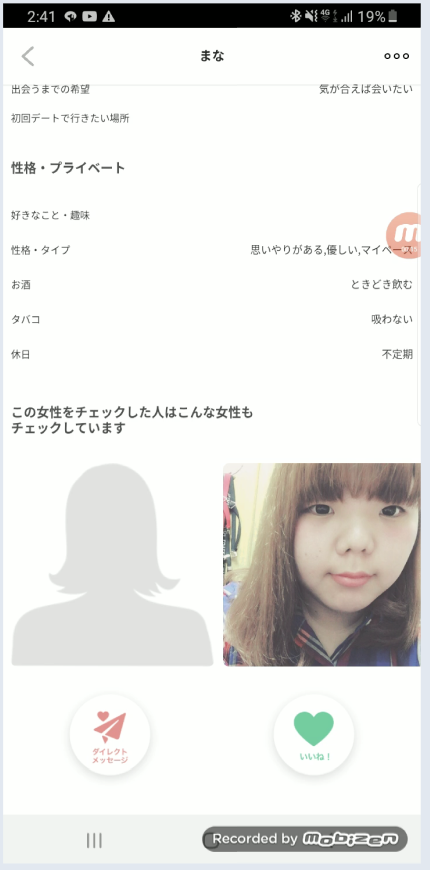 2:41 4G 19%
まな
出会うまでの希望 気が合えば会いたい
初回デートで行きたい場所
性格・プライベート
好きなこと・趣味
性格・タイプ 思いやりがある,優しい,マイペース
お酒 ときどき飲む
タバコ 吸わない
休日 不定期
この女性をチェックした人はこんな女性も
チェックしています
ダイレクト
メッセージ
いいね！
Recorded by mobizen